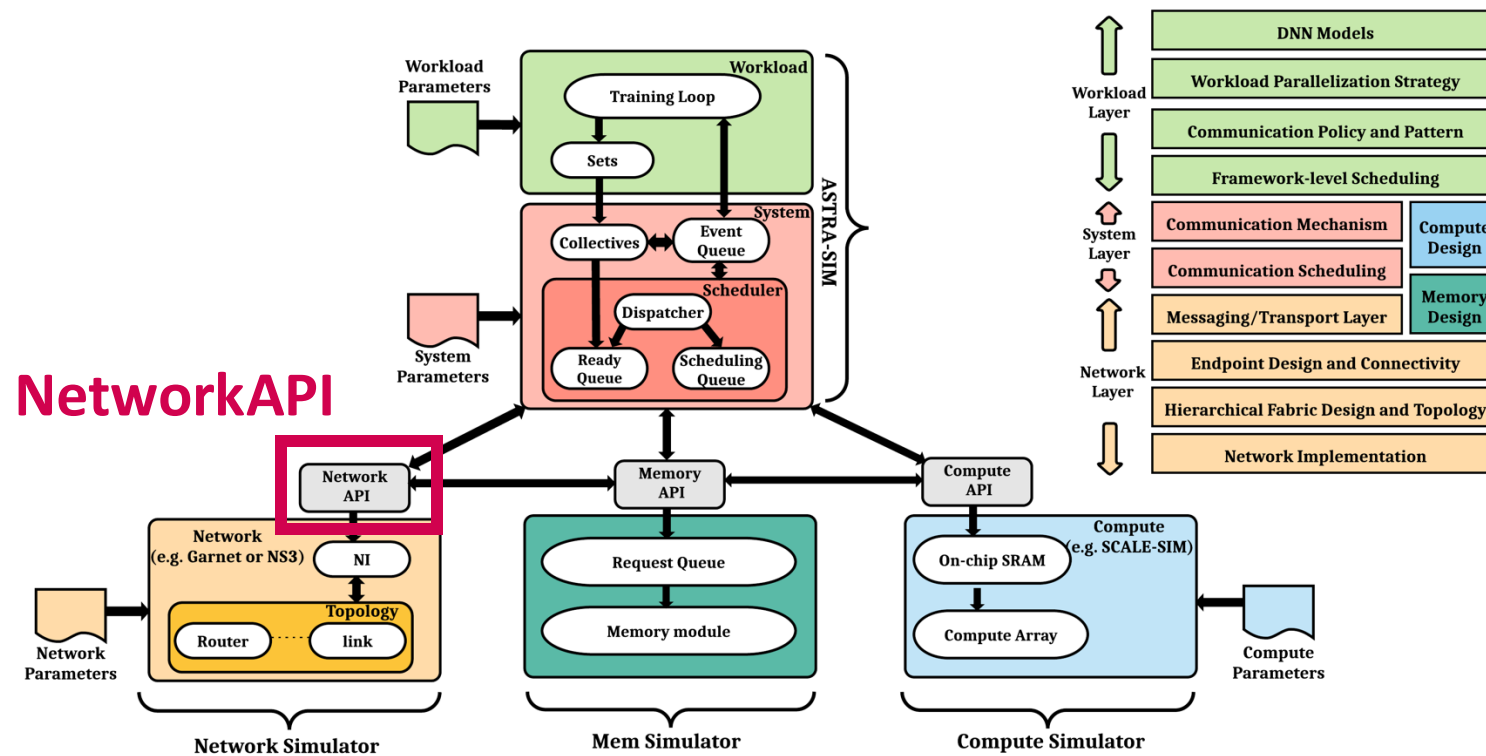 Workload
Parameters
Workload
Training Loop
Sets
System
Collectives
Event
Queue
Scheduler
Dispatcher
Ready
Queue
Scheduling
Queue
System
Parameters
ASTRA-SIM
NetworkAPI
Network
API
Memory
API
Compute
API
Network
(e.g. Garnet or NS3)
NI
Topology
Router
link
Network
Parameters
Request Queue
Memory module
Compute
(e.g. SCALE-SIM)
On-chip SRAM
Compute Array
Compute
Parameters
Network Simulator
Mem Simulator
Compute Simulator
Workload
Layer
System
Layer
Network
Layer
DNN Models
Workload Parallelization Strategy
Communication Policy and Pattern
Framework-level Scheduling
Communication Mechanism
Communication Scheduling
Compute
Design
Memory
Design
Messaging/Transport Layer
Endpoint Design and Connectivity
Hierarchical Fabric Design and Topology
Network Implementation